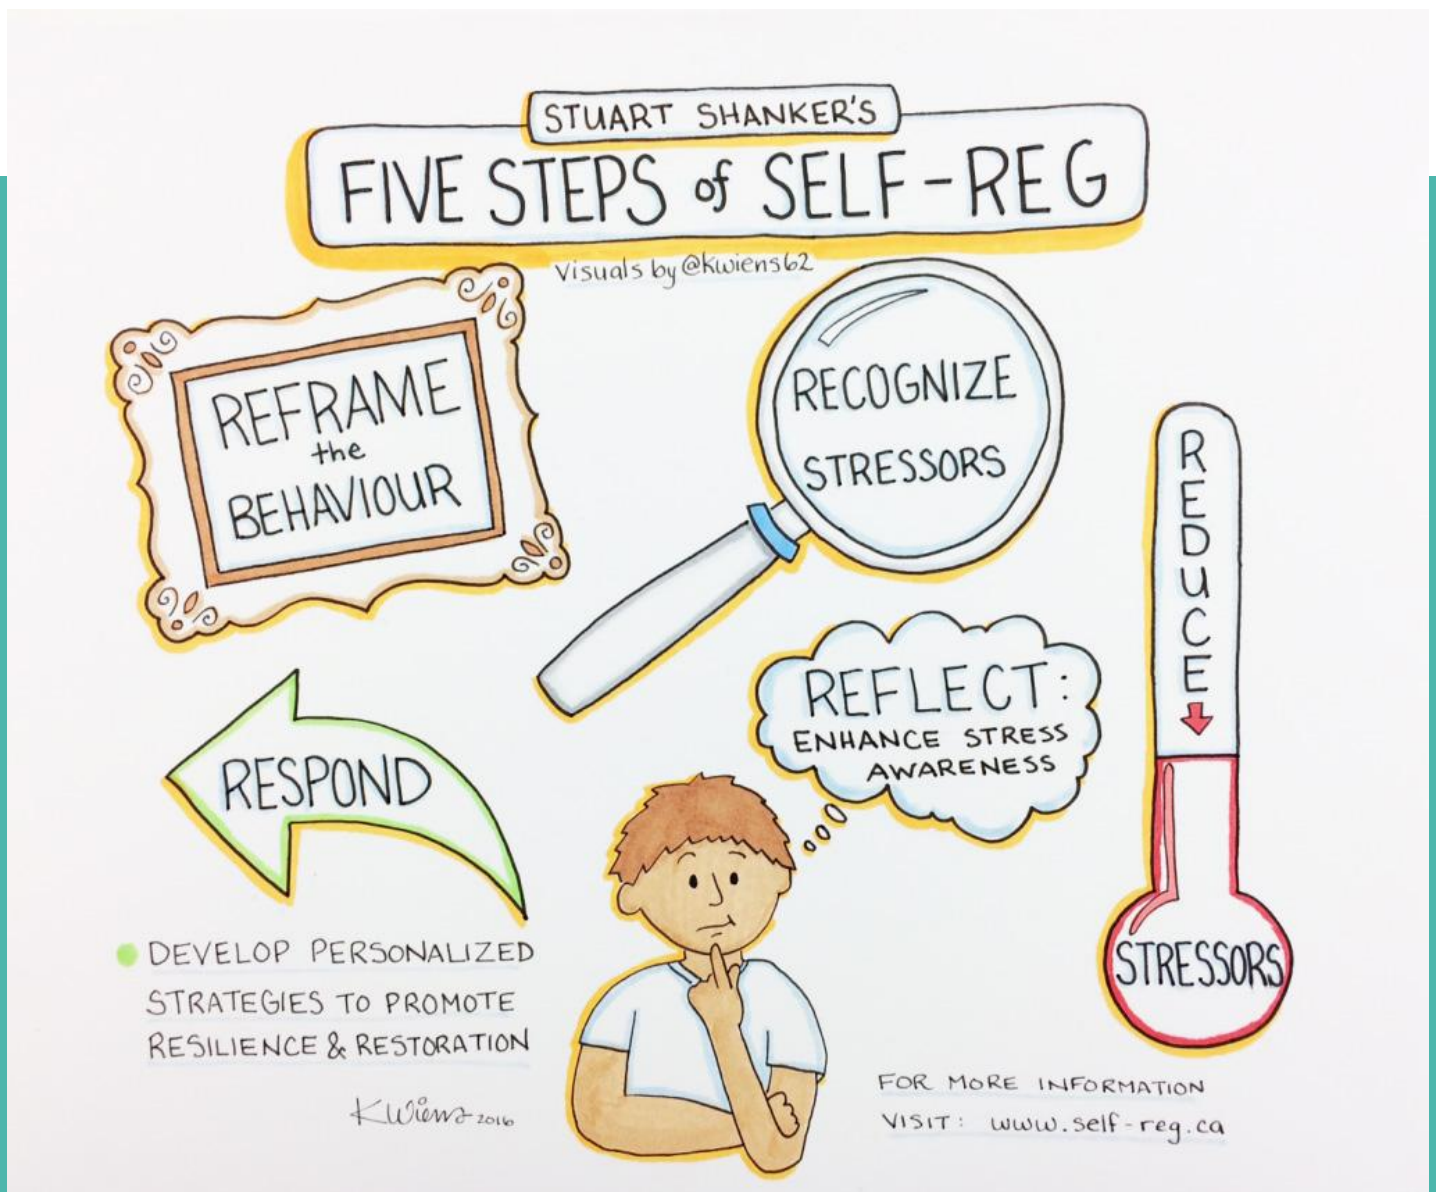 STUART SHANKER'S
FIVE STEPS of SELF-REG
Visuals by @kwiens62
REFRAME
the
BEHAVIOUR
RECOGNIZE
STRESSORS
REDUCE
STRESSORS
REFLECT:
ENHANCE STRESS
AWARENESS
RESPOND
DEVELOP PERSONALIZED
STRATEGIES TO PROMOTE
RESILIENCE & RESTORATION
KWiens 2016
FOR MORE INFORMATION
VISIT: www.self-reg.ca